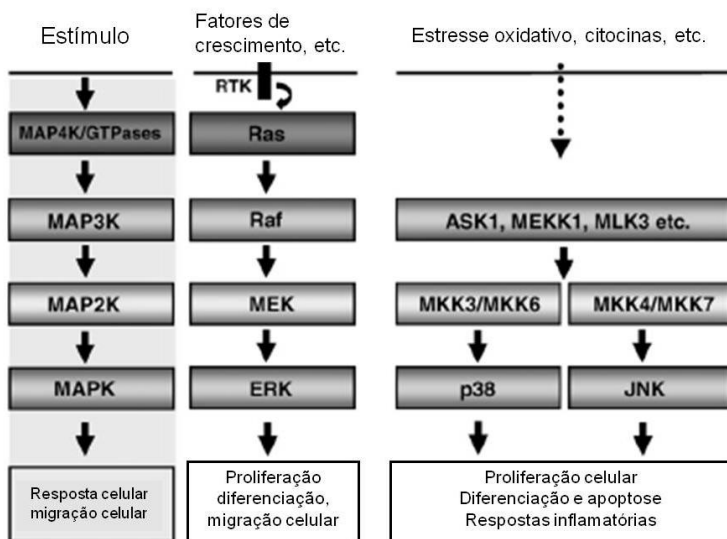 Estímulo
Fatores de
crescimento, etc.
Estresse oxidativo, citocinas, etc.
RTK
MAP4K/GTPases
Ras
MAP3K
Raf
ASK1, MEKK1, MLK3 etc.
MAP2K
MEK
MKK3/MKK6
MKK4/MKK7
MAPK
ERK
p38
JNK
Resposta celular
migração celular
Proliferação
diferenciação,
migração celular
Proliferação celular
Diferenciação e apoptose
Respostas inflamatórias